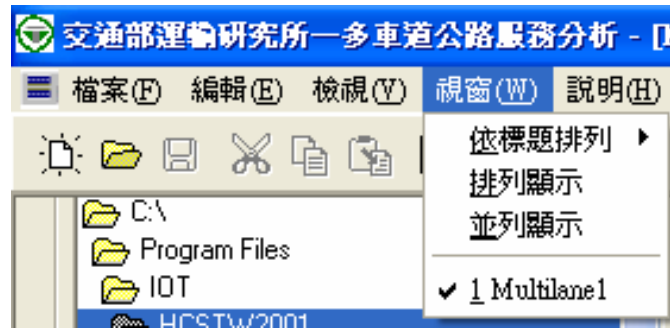 交通部運輸研究所—多車道公路服務分析 - [
檔案(F) 編輯(E) 檢視(V) 視窗(W) 說明(H)
依標題排列
排列顯示
並列顯示
1 Multilane1
C:\
Program Files
IOT
HCSTW2001